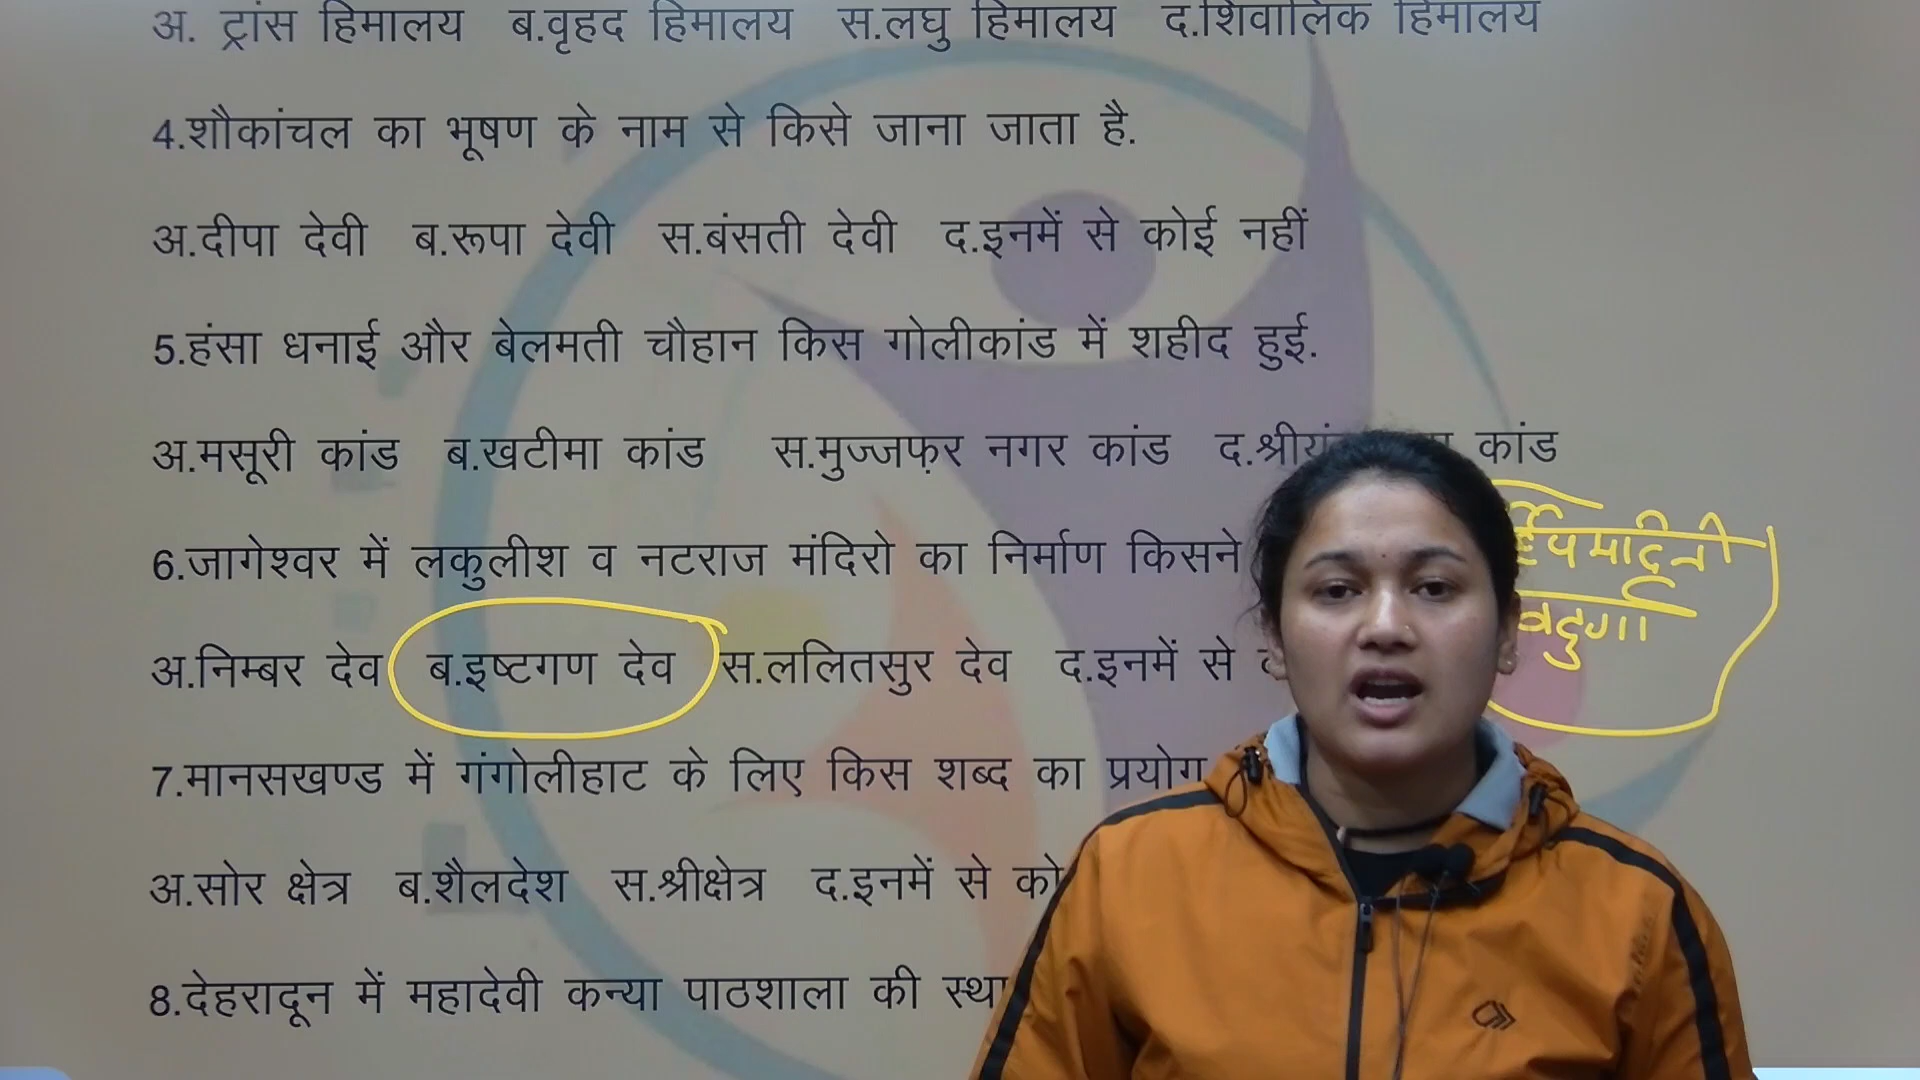 अ. ट्रांस हिमालय ब.वृहद हिमालय स.लघु हिमालय द.शिवालिक हिमालय
4.शौकांचल का भूषण के नाम से किसे जाना जाता है.
अ.दीपा देवी ब.रूपा देवी स.बंसती देवी द.इनमें से कोई नहीं
5.हंसा धनाई और बेलमती चौहान किस गोलीकांड में शहीद हुई.
अ.मसूरी कांड ब.खटीमा कांड स.मुज्जफ़र नगर कांड द. कांड
6.जागेश्वर में लकुलीश व नटराज मंदिरो का निर्माण किसने
अ.निम्बर देव ब.इष्टगण देव स.ललितसुर देव द.इनमें से
7.मानसखण्ड में गंगोलीहाट के लिए किस शब्द का प्रयोग
अ.सोर क्षेत्र ब.शैलदेश स.श्रीक्षेत्र द.इनमें से
8.देहरादून में महादेवी कन्या पाठशाला की